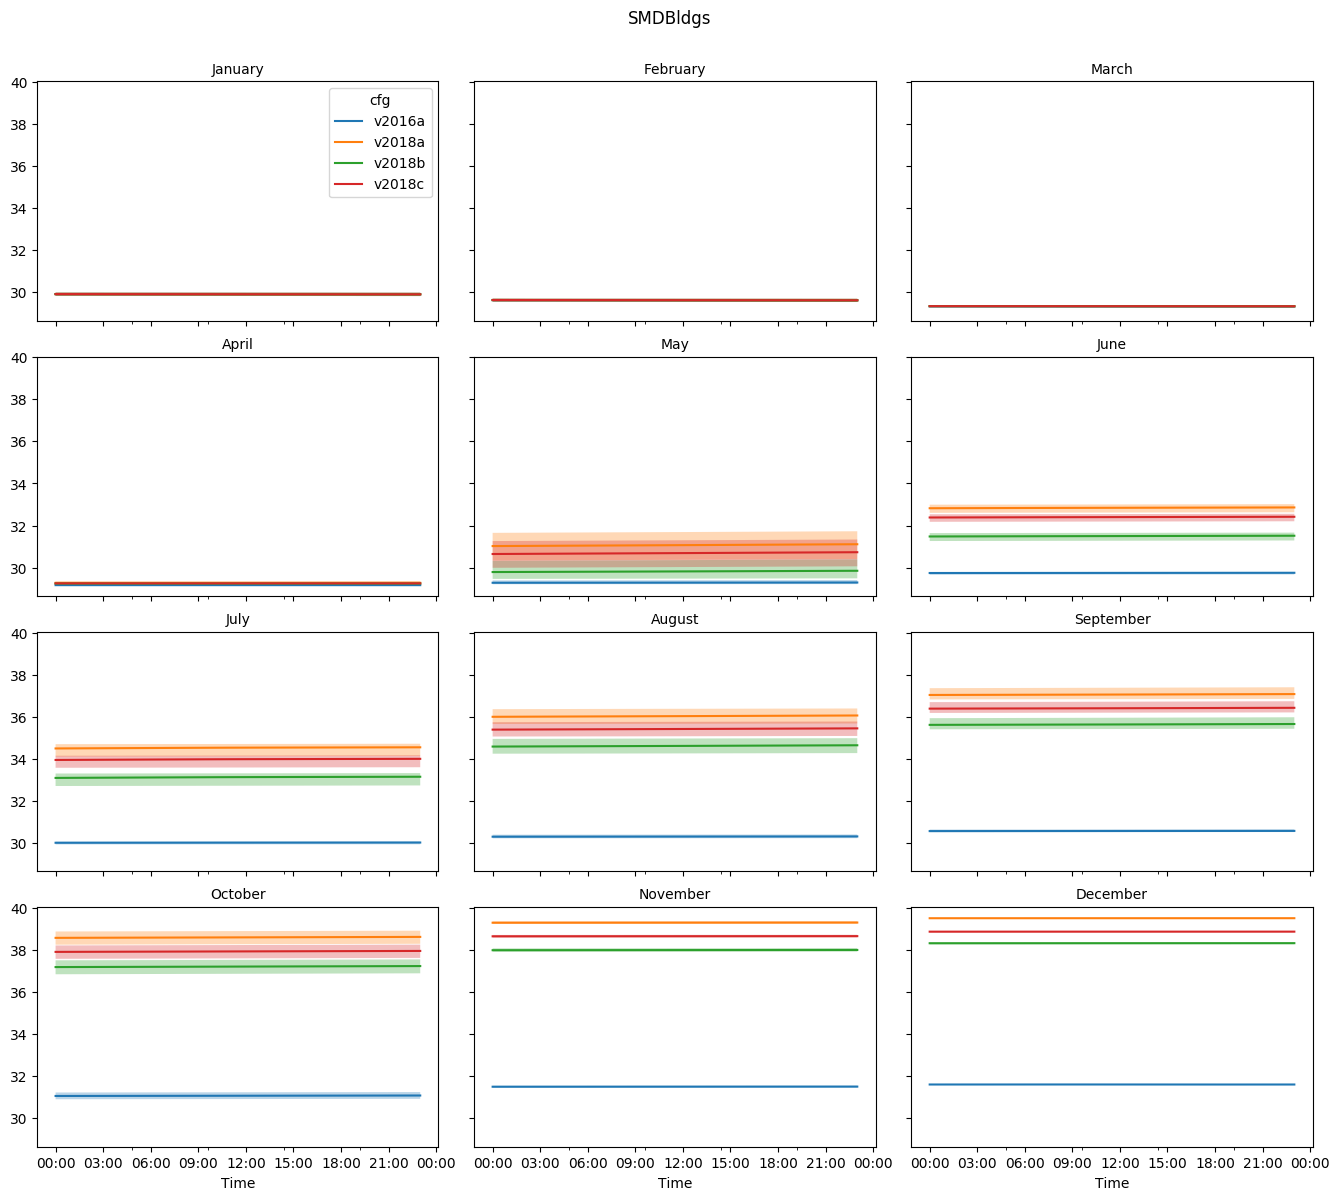 SMDBldgs
January February March
40
38
36
34
32
30
cfg
v2016a
v2018a
v2018b
v2018c
April May June
40
38
36
34
32
30
July August September
40
38
36
34
32
30
October November December
40
38
36
34
32
30
00:00 03:00 06:00 09:00 12:00 15:00 18:00 21:00 00:00 00:00 03:00 06:00 09:00 12:00 15:00 18:00 21:00 00:00 00:00 03:00 06:00 09:00 12:00 15:00 18:00 21:00 00:00
Time Time Time